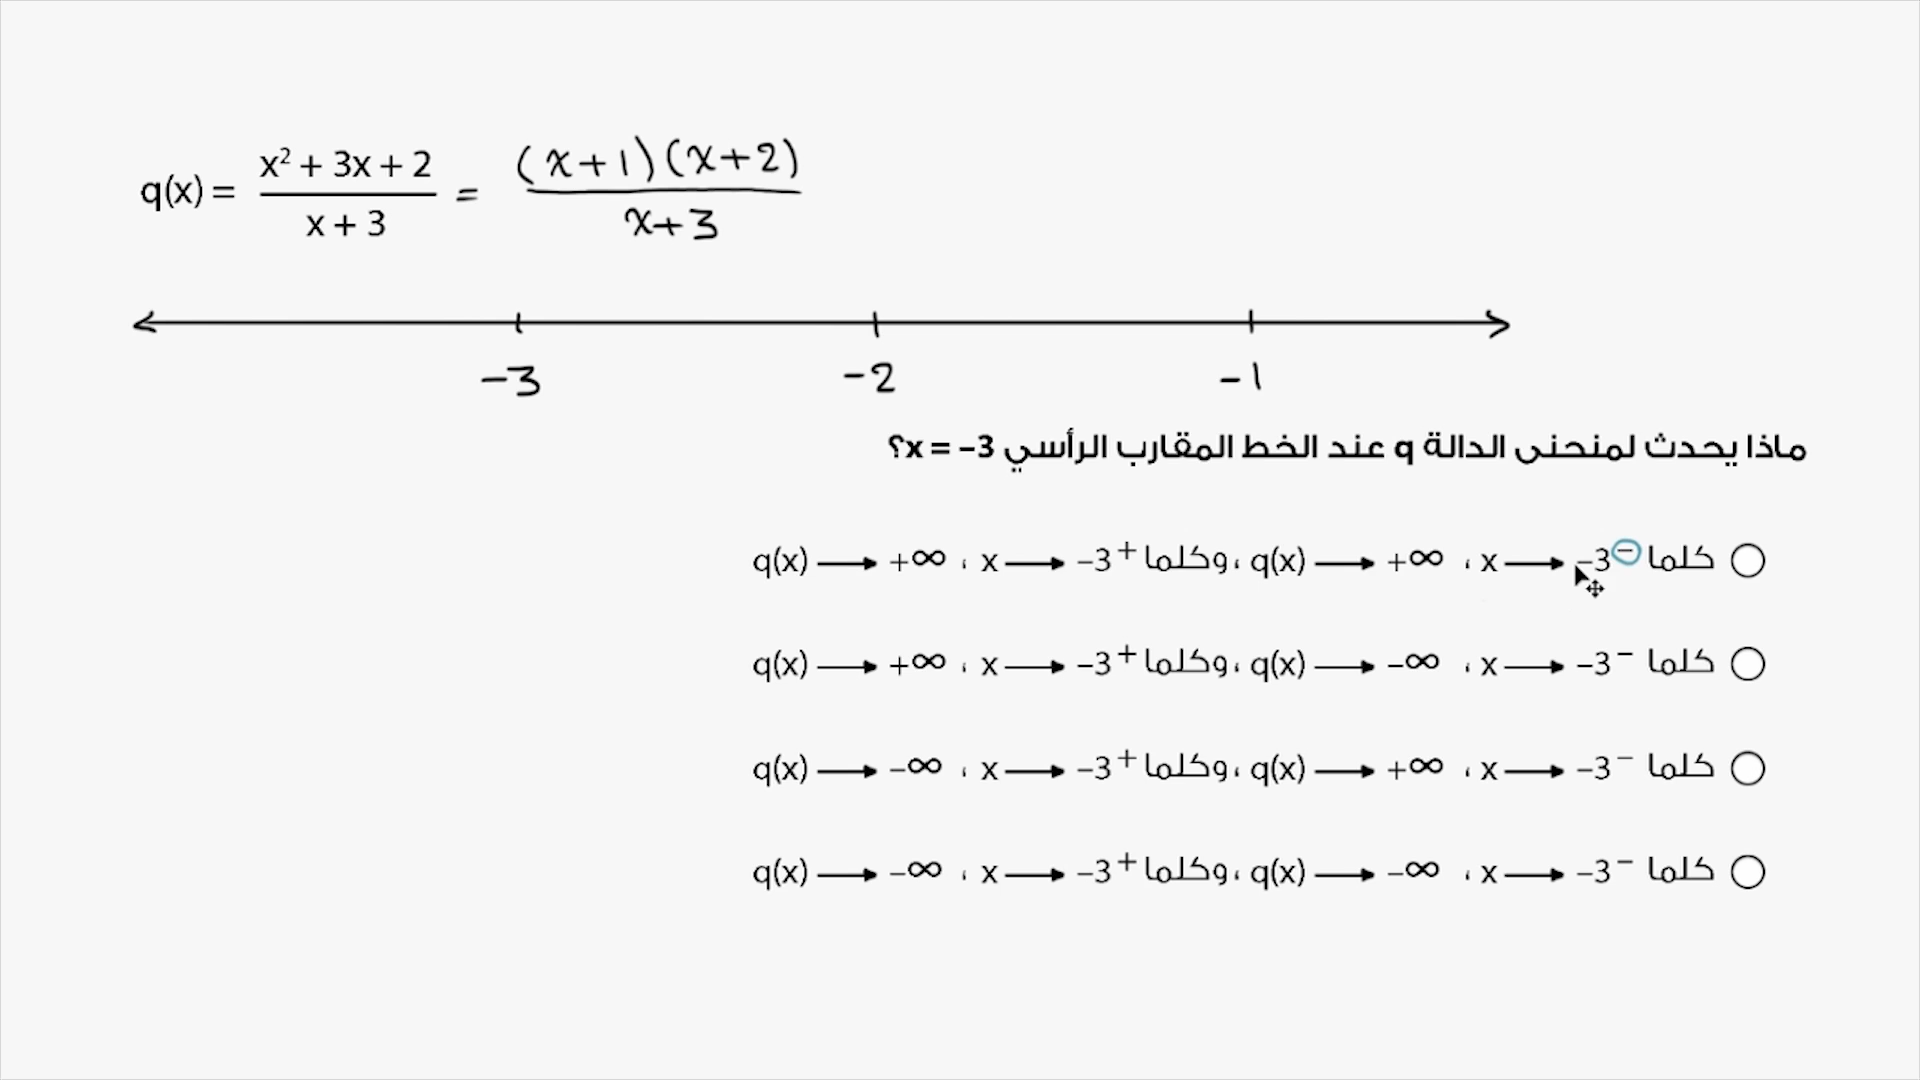 q(x) = x² + 3x + 2 / x + 3 = (x+1)(x+2) / x+3
-3 -2 -1
ماذا يحدث لمنحنى الدالة q عند الخط المقارب الرأسي x = –3؟
كلما x ⟶ –3⁻ ، q(x) ⟶ +∞ ، وكلما x ⟶ –3⁺ ، q(x) ⟶ +∞
كلما x ⟶ –3⁻ ، q(x) ⟶ –∞ ، وكلما x ⟶ –3⁺ ، q(x) ⟶ +∞
كلما x ⟶ –3⁻ ، q(x) ⟶ +∞ ، وكلما x ⟶ –3⁺ ، q(x) ⟶ –∞
كلما x ⟶ –3⁻ ، q(x) ⟶ –∞ ، وكلما x ⟶ –3⁺ ، q(x) ⟶ –∞